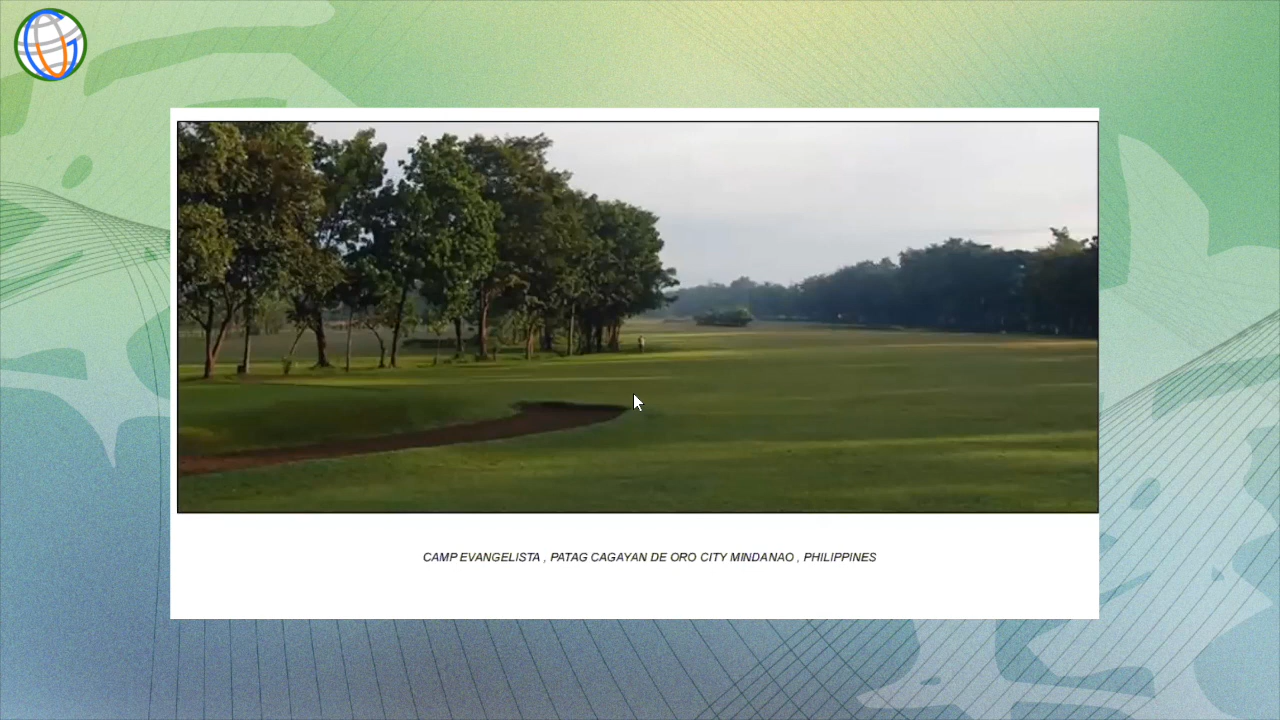 CAMP EVANGELISTA , PATAG CAGAYAN DE ORO CITY MINDANAO , PHILIPPINES